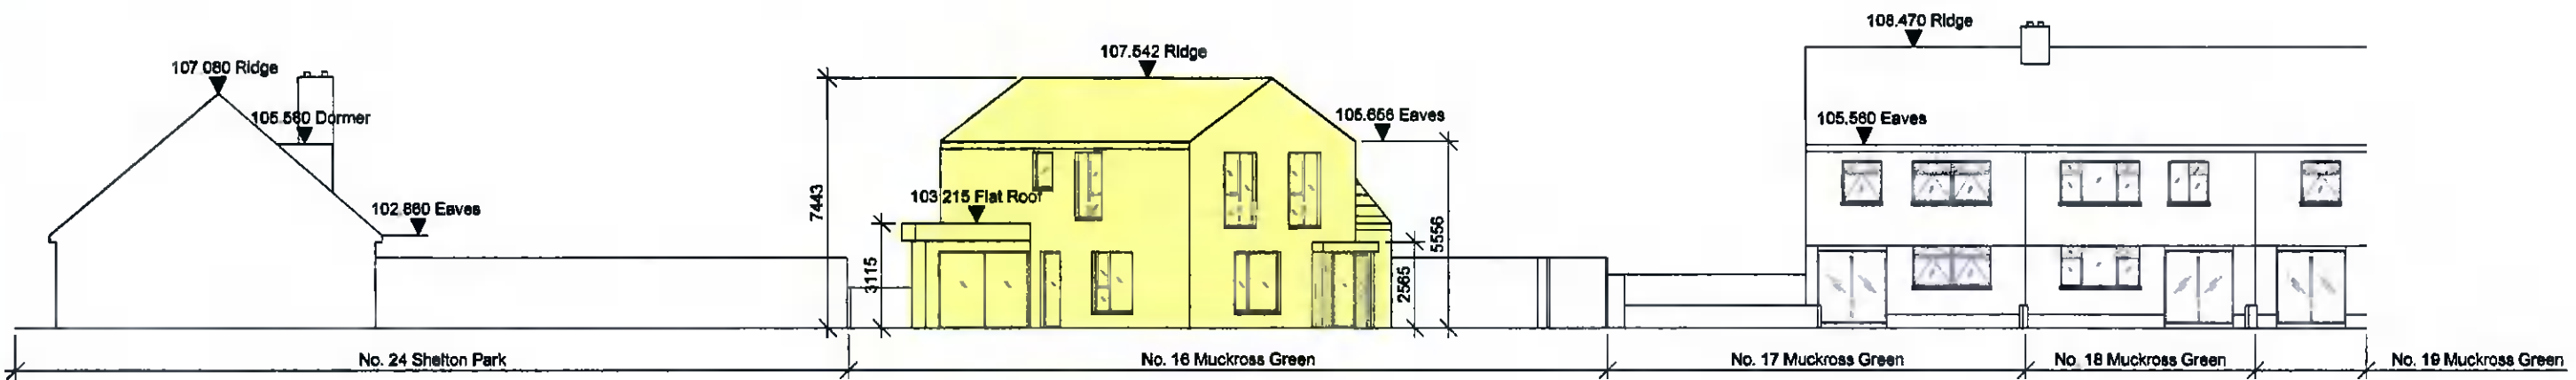 107.080 Ridge
105.580 Dormer
102.860 Eaves
107.542 Ridge
105.656 Eaves
103.215 Flat Roof
7443
3115
2565
5556
108.470 Ridge
105.560 Eaves
No. 24 Shelton Park
No. 16 Muckross Green
No. 17 Muckross Green
No. 18 Muckross Green
No. 19 Muckross Green